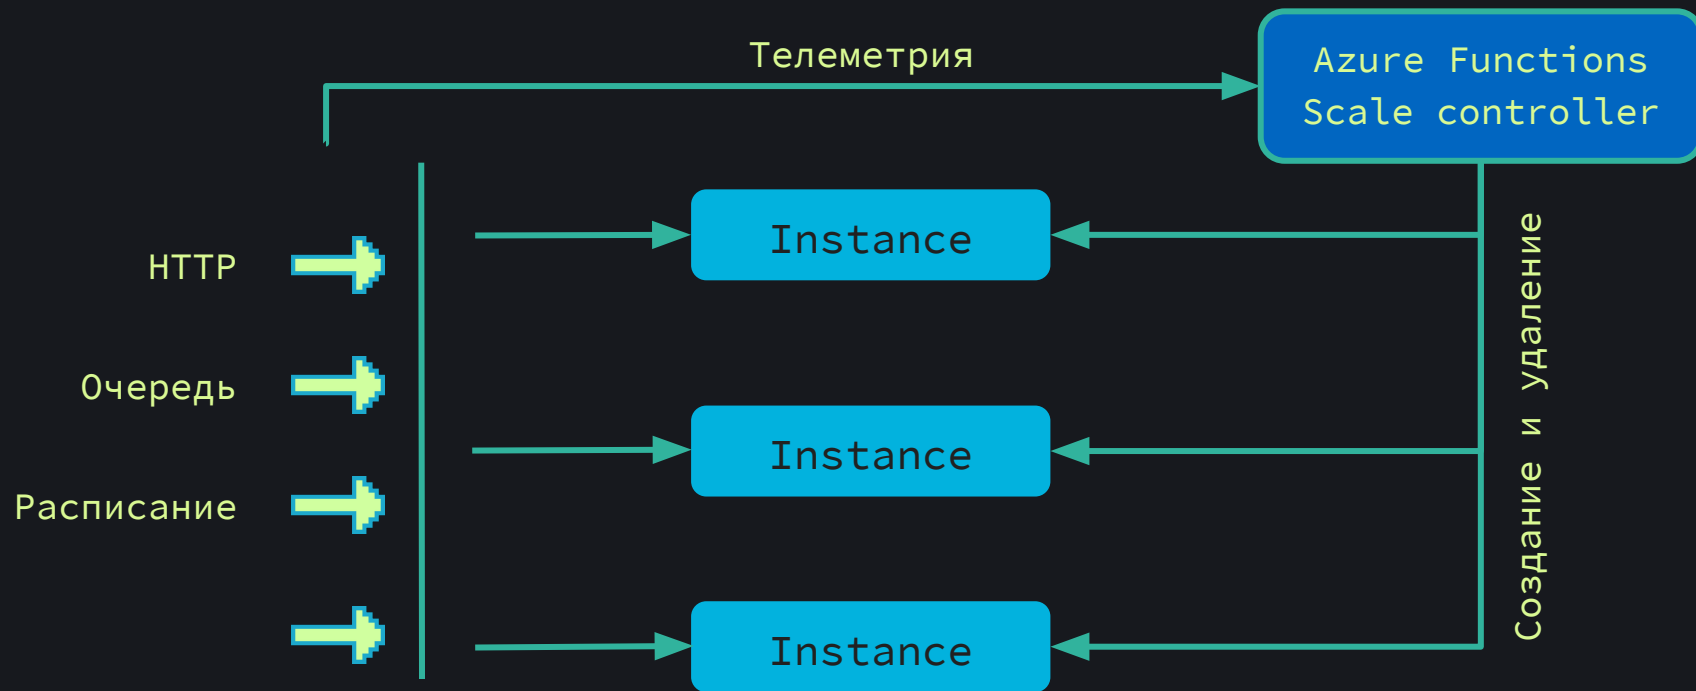 Телеметрия
Azure Functions
Scale controller
HTTP
Очередь
Расписание
Instance
Instance
Instance
Создание и удаление